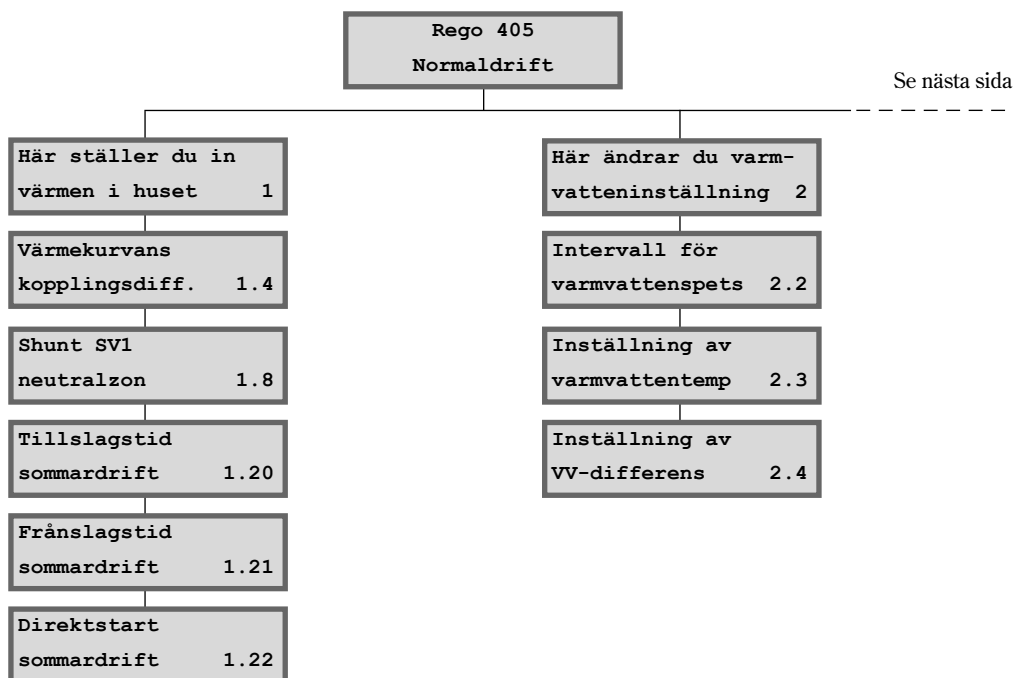 Rego 405
Normaldrift
Se nästa sida
Här ställer du in
värmen i huset 1
Värmekurvans
kopplingsdiff. 1.4
Shunt SV1
neutralzon 1.8
Tillslagstid
sommardrift 1.20
Frånslagstid
sommardrift 1.21
Direktstart
sommardrift 1.22
Här ändrar du varm-
vatteninställning 2
Intervall för
varmvattenspets 2.2
Inställning av
varmvattentemp 2.3
Inställning av
VV-differens 2.4